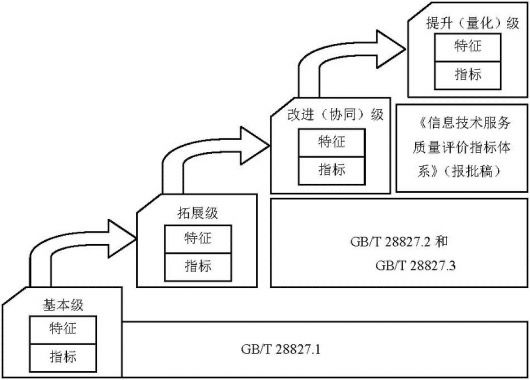 提升（量化）级
特征
指标
改进（协同）级
特征
指标
《信息技术服务
质量评价指标体
系》（报批稿）
拓展级
特征
指标
GB/T 28827.2 和
GB/T 28827.3
基本级
特征
指标
GB/T 28827.1